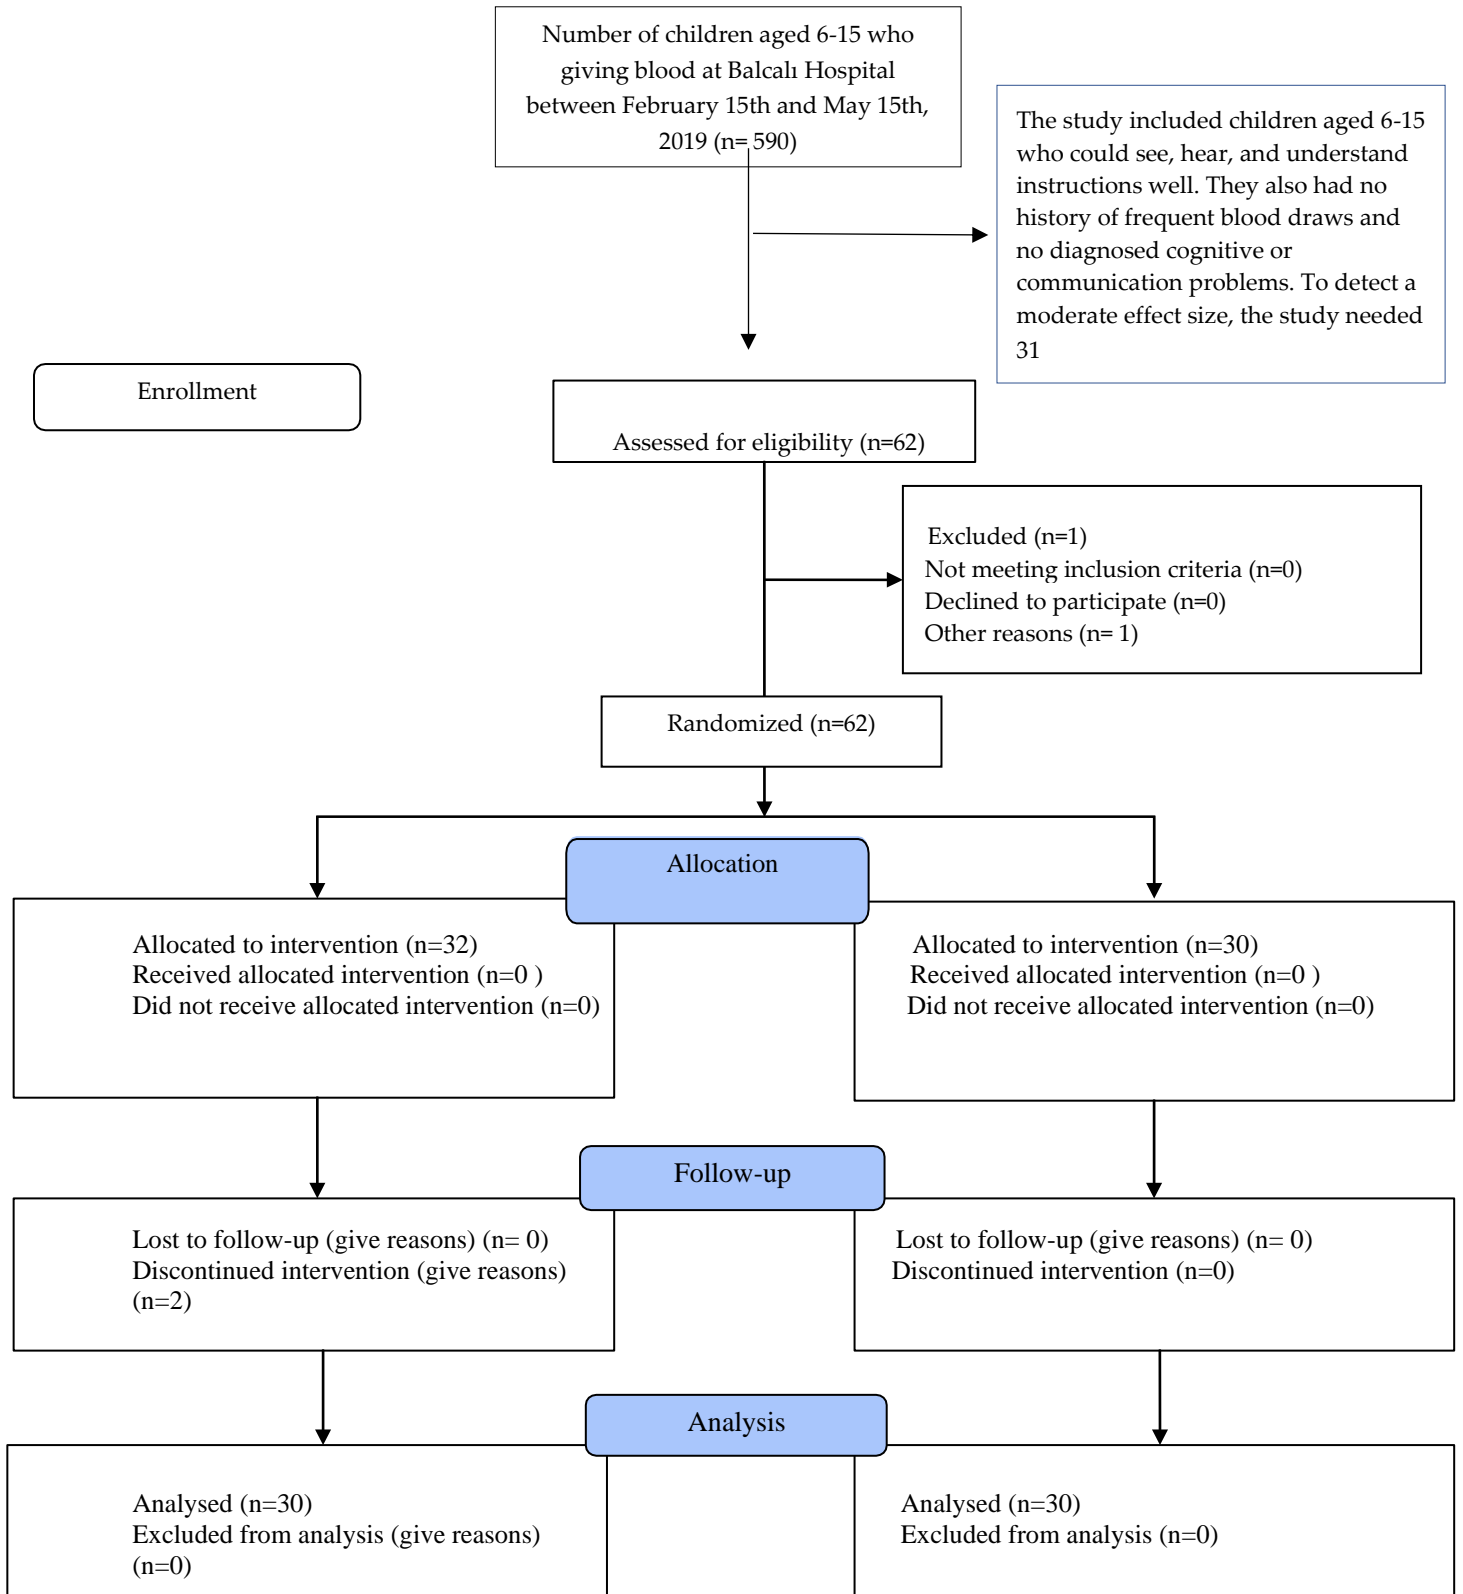 Number of children aged 6-15 who
giving blood at Balcalı Hospital
between February 15th and May 15th,
2019 (n= 590)
The study included children aged 6-15
who could see, hear, and understand
instructions well. They also had no
history of frequent blood draws and
no diagnosed cognitive or
communication problems. To detect a
moderate effect size, the study needed
31
Enrollment
Assessed for eligibility (n=62)
Excluded (n=1)
Not meeting inclusion criteria (n=0)
Declined to participate (n=0)
Other reasons (n= 1)
Randomized (n=62)
Allocation
Allocated to intervention (n=32)
Received allocated intervention (n=0 )
Did not receive allocated intervention (n=0)
Allocated to intervention (n=30)
Received allocated intervention (n=0 )
Did not receive allocated intervention (n=0)
Follow-up
Lost to follow-up (give reasons) (n= 0)
Discontinued intervention (give reasons)
(n=2)
Lost to follow-up (give reasons) (n= 0)
Discontinued intervention (n=0)
Analysis
Analysed (n=30)
Excluded from analysis (give reasons)
(n=0)
Analysed (n=30)
Excluded from analysis (n=0)